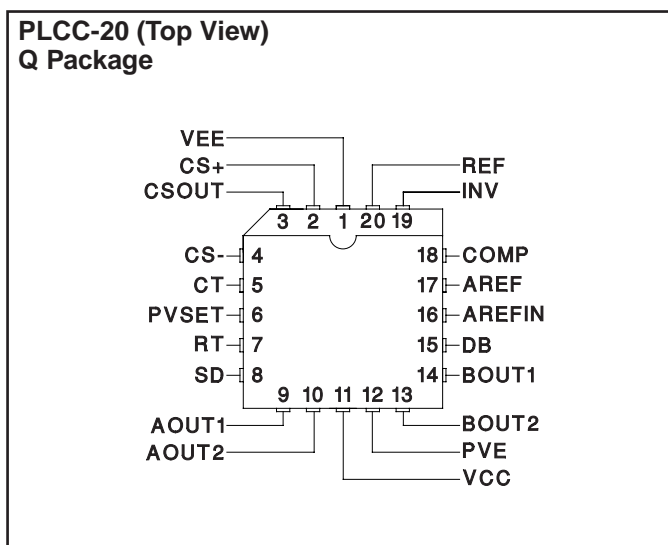 PLCC-20 (Top View)
Q Package
VEE
CS+ REF
CSOUT INV
3 2 1 20 19
CS- 4 18 COMP
CT 5 17 AREF
PVSET 6 16 AREFIN
RT 7 15 DB
SD 8 14 BOUT1
9 10 11 12 13
AOUT1 BOUT2
AOUT2 PVE
VCC